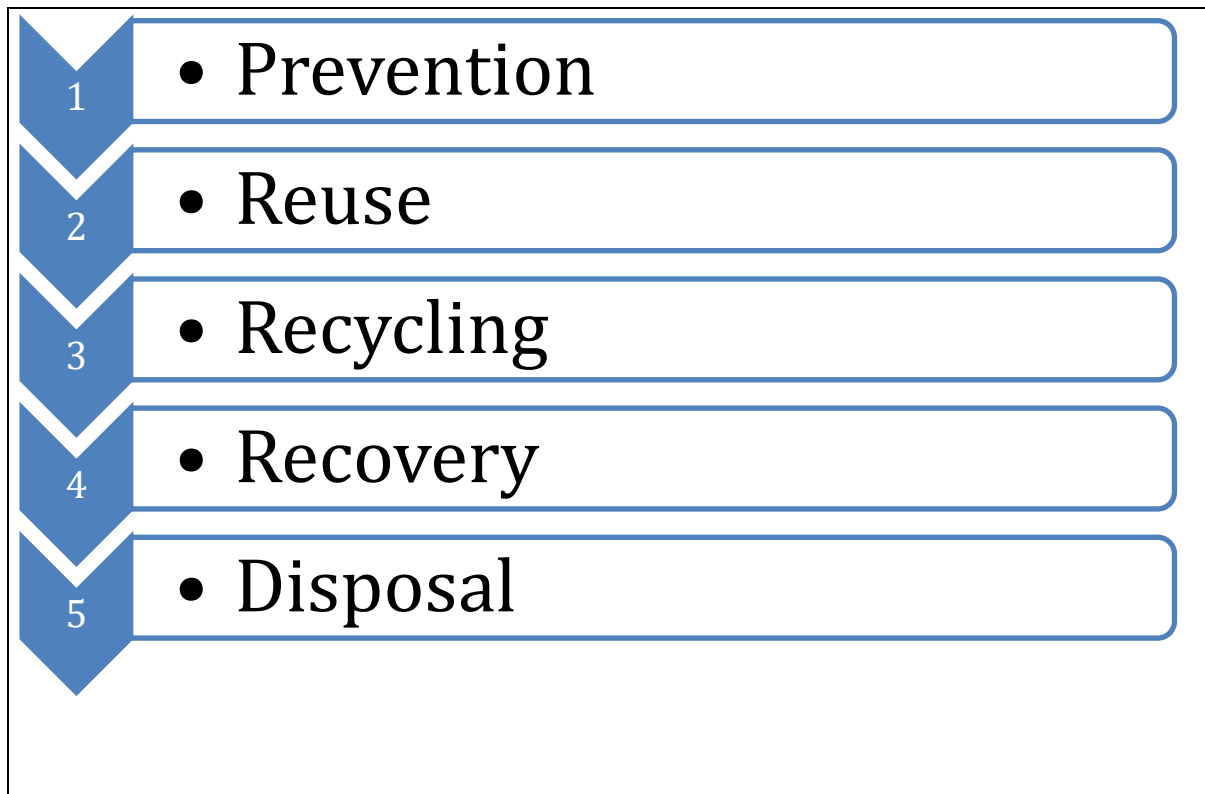 1 • Prevention
2 • Reuse
3 • Recycling
4 • Recovery
5 • Disposal